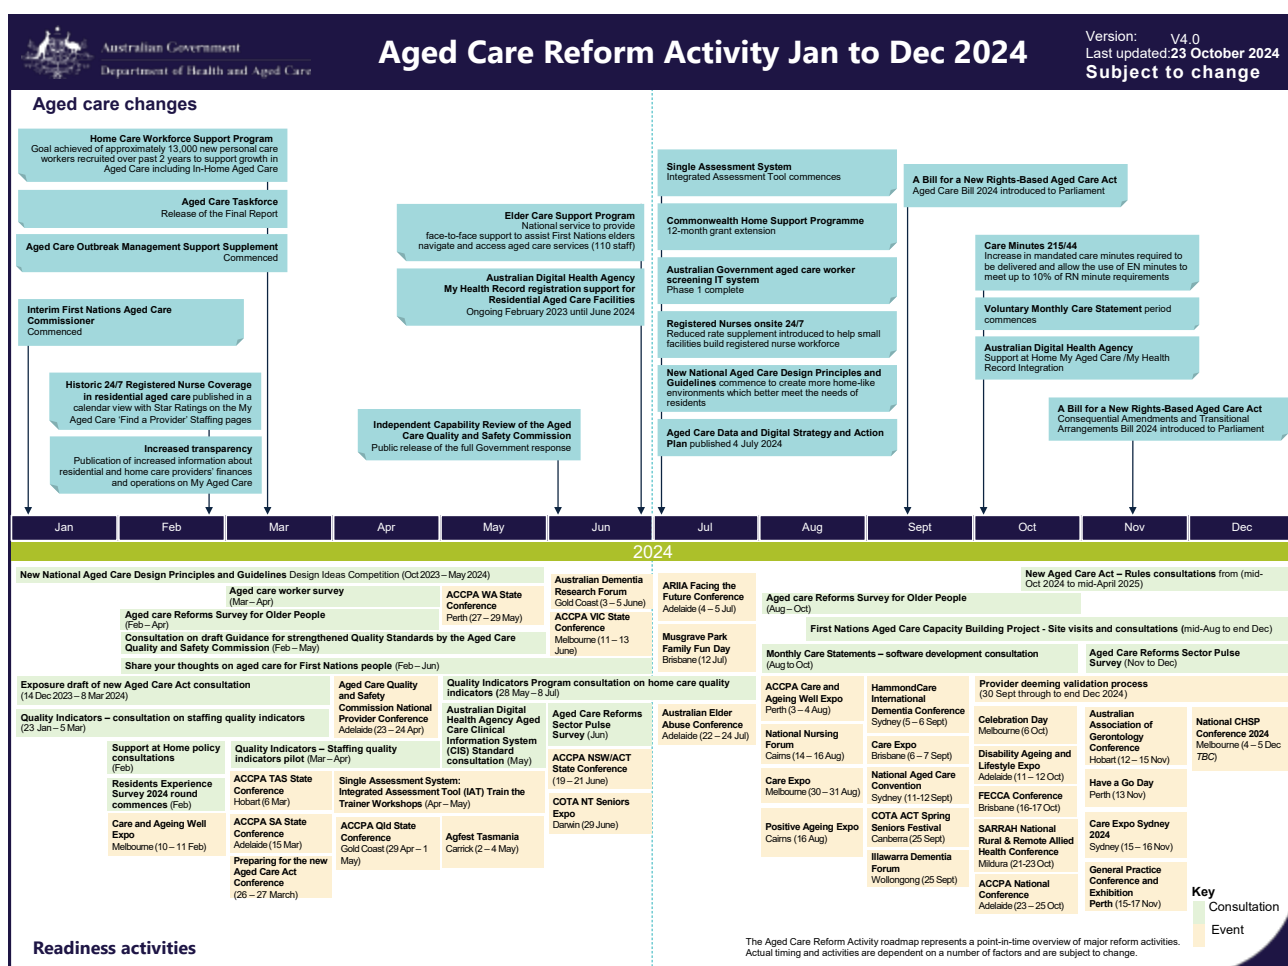 Australian Government
Department of Health and Aged Care
Aged Care Reform Activity Jan to Dec 2024
Version: V4.0
Last updated:23 October 2024
Subject to change
Aged care changes
Home Care Workforce Support Program
Goal achieved of approximately 13,000 new personal care
workers recruited over past 2 years to support growth in
Aged Care including In-Home Aged Care
Aged Care Taskforce
Release of the Final Report
Aged Care Outbreak Management Support Supplement
Commenced
Interim First Nations Aged Care
Commissioner
Commenced
Historic 24/7 Registered Nurse Coverage
in residential aged care published in a
calendar view with Star Ratings on the My
Aged Care ‘Find a Provider’ Staffing pages
Increased transparency
Publication of increased information about
residential and home care providers’ finances
and operations on My Aged Care
Elder Care Support Program
National service to provide
face-to-face support to assist First Nations elders
navigate and access aged care services (110 staff)
Australian Digital Health Agency
My Health Record registration support for
Residential Aged Care Facilities
Ongoing February 2023 until June 2024
Independent Capability Review of the Aged
Care Quality and Safety Commission
Public release of the full Government response
Single Assessment System
Integrated Assessment Tool commences
Commonwealth Home Support Programme
12-month grant extension
Australian Government aged care worker
screening IT system
Phase 1 complete
Registered Nurses onsite 24/7
Reduced rate supplement introduced to help small
facilities build registered nurse workforce
New National Aged Care Design Principles and
Guidelines commence to create more home-like
environments which better meet the needs of
residents
Aged Care Data and Digital Strategy and Action
Plan published 4 July 2024
A Bill for a New Rights-Based Aged Care Act
Aged Care Bill 2024 introduced to Parliament
Care Minutes 215/44
Increase in mandated care minutes required to
be delivered and allow the use of EN minutes to
meet up to 10% of RN minute requirements
Voluntary Monthly Care Statement period
commences
Australian Digital Health Agency
Support at Home My Aged Care /My Health
Record Integration
A Bill for a New Rights-Based Aged Care Act
Consequential Amendments and Transitional
Arrangements Bill 2024 introduced to Parliament
Jan Feb Mar Apr May Jun Jul Aug Sept Oct Nov Dec
2024
New National Aged Care Design Principles and Guidelines Design Ideas Competition (Oct 2023 – May 2024)
Aged care worker survey
(Mar – Apr)
Aged care Reforms Survey for Older People
(Feb – Apr)
Consultation on draft Guidance for strengthened Quality Standards by the Aged Care
Quality and Safety Commission (Feb – May)
Share your thoughts on aged care for First Nations people (Feb – Jun)
Exposure draft of new Aged Care Act consultation
(14 Dec 2023 – 8 Mar 2024)
Quality Indicators – consultation on staffing quality indicators
(23 Jan – 5 Mar)
Support at Home policy
consultations
(Feb)
Residents Experience
Survey 2024 round
commences (Feb)
Care and Ageing Well
Expo
Melbourne (10 – 11 Feb)
Quality Indicators – Staffing quality
indicators pilot (Mar – Apr)
ACCPA TAS State
Conference
Hobart (6 Mar)
ACCPA SA State
Conference
Adelaide (15 Mar)
Preparing for the new
Aged Care Act
Conference
(26 – 27 March)
Aged Care Quality
and Safety
Commission National
Provider Conference
Adelaide (23 – 24 Apr)
Single Assessment System:
Integrated Assessment Tool (IAT) Train the
Trainer Workshops (Apr – May)
ACCPA Qld State
Conference
Gold Coast (29 Apr – 1
May)
ACCPA WA State
Conference
Perth (27 – 29 May)
Quality Indicators Program consultation on home care quality
indicators (28 May – 8 Jul)
Australian Digital
Health Agency Aged
Care Clinical
Information System
(CIS) Standard
consultation (May)
Agfest Tasmania
Carrick (2 – 4 May)
Australian Dementia
Research Forum
Gold Coast (3 – 5 June)
ACCPA VIC State
Conference
Melbourne (11 – 13
June)
Aged Care Reforms
Sector Pulse
Survey (Jun)
ACCPA NSW/ACT
State Conference
(19 – 21 June)
COTA NT Seniors
Expo
Darwin (29 June)
ARIIA Facing the
Future Conference
Adelaide (4 – 5 Jul)
Musgrave Park
Family Fun Day
Brisbane (12 Jul)
Australian Elder
Abuse Conference
Adelaide (22 – 24 Jul)
New Aged Care Act – Rules consultations from (mid-
Oct 2024 to mid-April 2025)
Aged care Reforms Survey for Older People
(Aug – Oct)
First Nations Aged Care Capacity Building Project - Site visits and consultations (mid-Aug to end Dec)
Monthly Care Statements – software development consultation
(Aug to Oct)
Aged Care Reforms Sector Pulse
Survey (Nov to Dec)
ACCPA Care and
Ageing Well Expo
Perth (3 – 4 Aug)
National Nursing
Forum
Cairns (14 – 16 Aug)
Care Expo
Melbourne (30 – 31 Aug)
Positive Ageing Expo
Cairns (16 Aug)
HammondCare
International
Dementia Conference
Sydney (5 – 6 Sept)
Care Expo
Brisbane (6 – 7 Sept)
National Aged Care
Convention
Sydney (11-12 Sept)
COTA ACT Spring
Seniors Festival
Canberra (25 Sept)
Illawarra Dementia
Forum
Wollongong (25 Sept)
Provider deeming validation process
(30 Sept through to end Dec 2024)
Celebration Day
Melbourne (6 Oct)
Disability Ageing and
Lifestyle Expo
Adelaide (11 – 12 Oct)
FECCA Conference
Brisbane (16-17 Oct)
SARRAH National
Rural & Remote Allied
Health Conference
Mildura (21-23 Oct)
ACCPA National
Conference
Adelaide (23 – 25 Oct)
Australian
Association of
Gerontology
Conference
Hobart (12 – 15 Nov)
Have a Go Day
Perth (13 Nov)
Care Expo Sydney
2024
Sydney (15 – 16 Nov)
General Practice
Conference and
Exhibition
Perth (15-17 Nov)
National CHSP
Conference 2024
Melbourne (4 – 5 Dec
TBC)
Key
Consultation
Event
Readiness activities
The Aged Care Reform Activity roadmap represents a point-in-time overview of major reform activities.
Actual timing and activities are dependent on a number of factors and are subject to change.